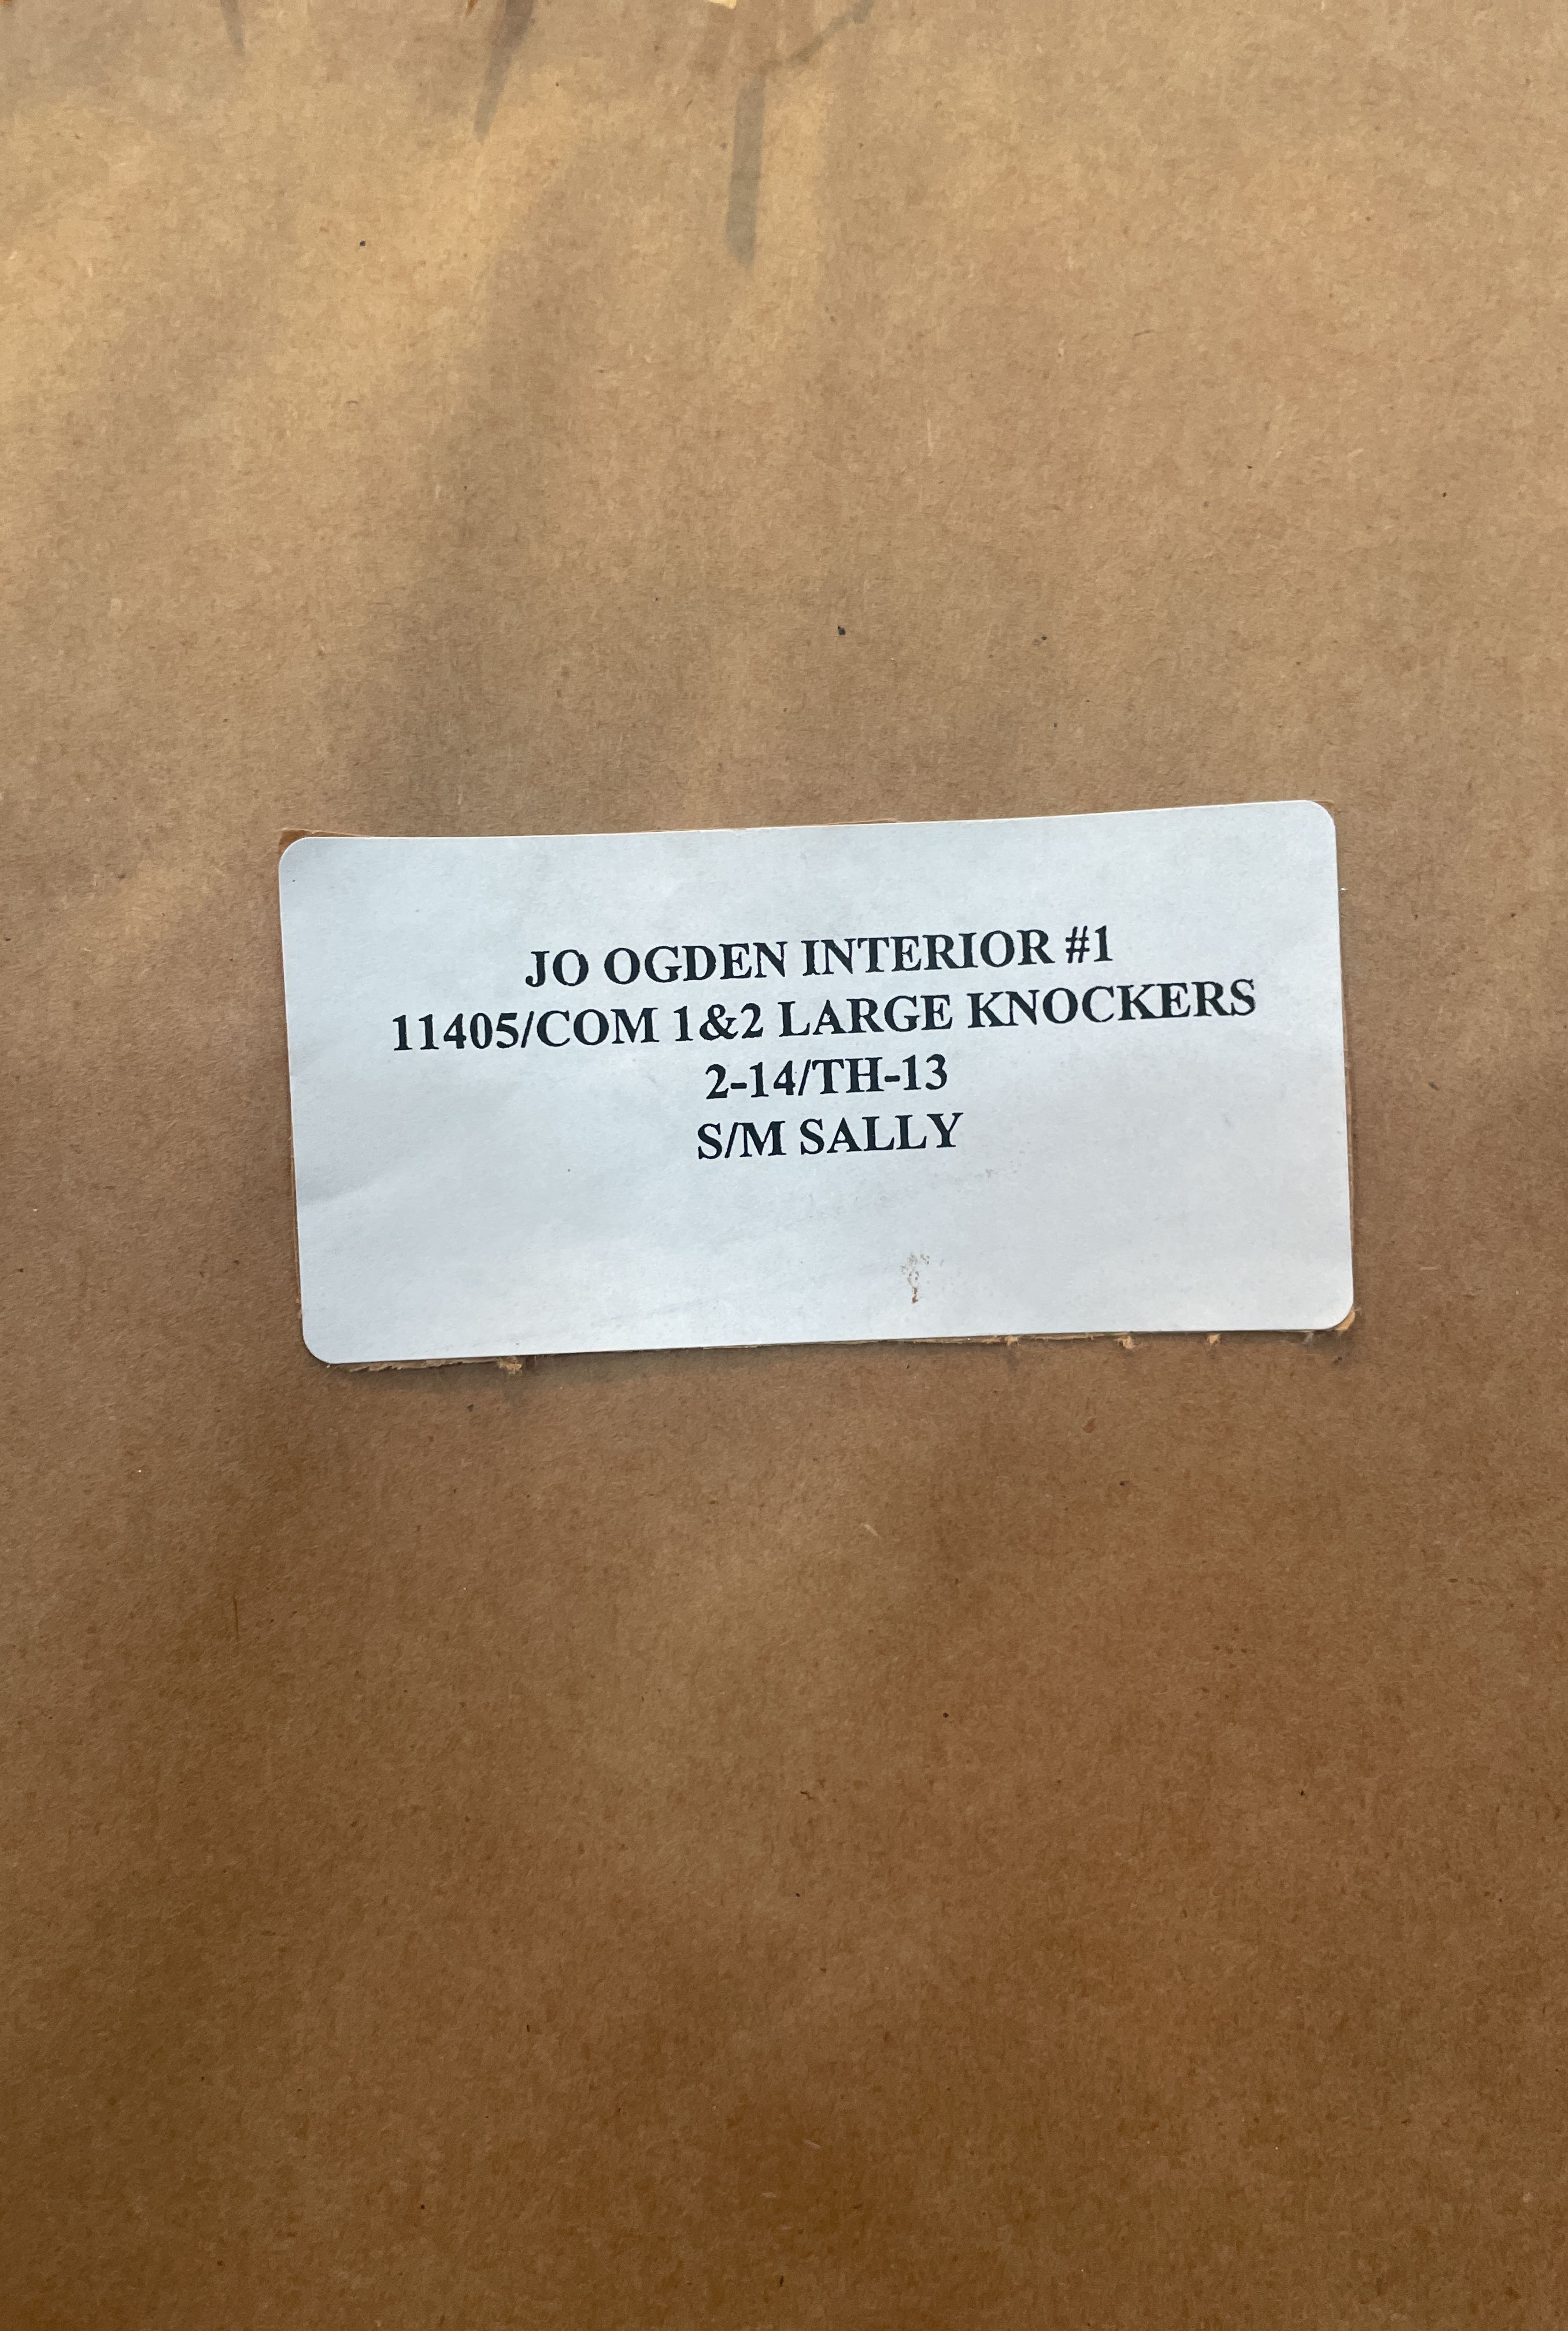 JO OGDEN INTERIOR #1
11405/COM 1&2 LARGE KNOCKERS
2-14/TH-13
S/M SALLY